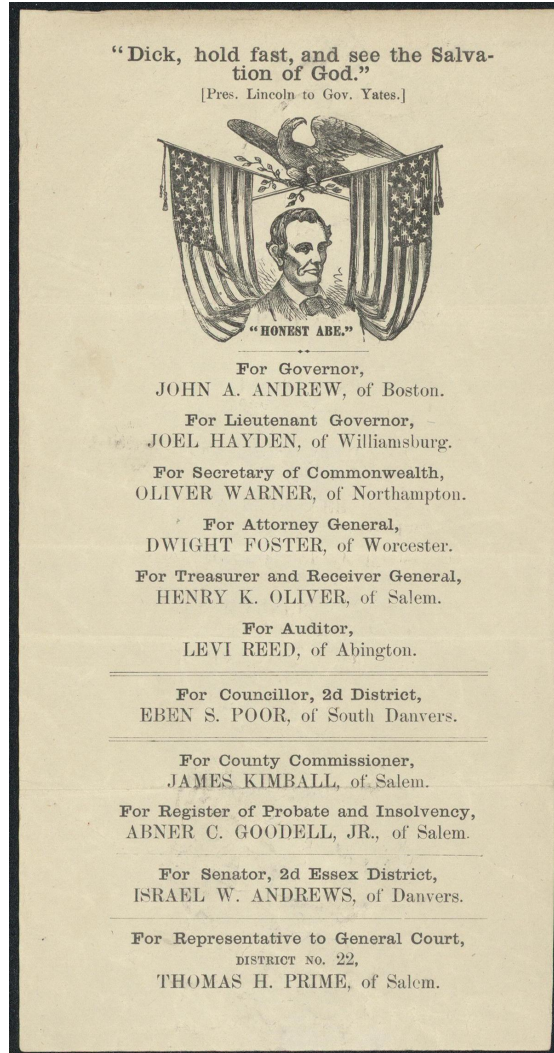 “Dick, hold fast, and see the Salva-
tion of God.”
[Pres. Lincoln to Gov. Yates.]
“HONEST ABE.”
For Governor,
JOHN A. ANDREW, of Boston.
For Lieutenant Governor,
JOEL HAYDEN, of Williamsburg.
For Secretary of Commonwealth,
OLIVER WARNER, of Northampton.
For Attorney General,
DWIGHT FOSTER, of Worcester.
For Treasurer and Receiver General,
HENRY K. OLIVER, of Salem.
For Auditor,
LEVI REED, of Abington.
For Councillor, 2d District,
EBEN S. POOR, of South Danvers.
For County Commissioner,
JAMES KIMBALL, of Salem.
For Register of Probate and Insolvency,
ABNER C. GOODELL, JR., of Salem.
For Senator, 2d Essex District,
ISRAEL W. ANDREWS, of Danvers.
For Representative to General Court,
DISTRICT NO. 22,
THOMAS H. PRIME, of Salem.